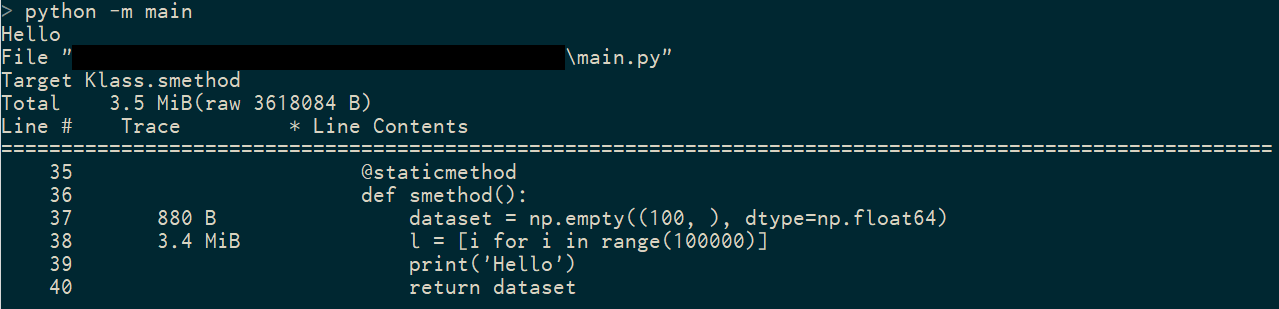 > python -m main
Hello
File "\main.py"
Target Klass.smethod
Total    3.5 MiB(raw 3618084 B)
Line #    Trace         * Line Contents
=========================================================================================================
    35                        @staticmethod
    36                        def smethod():
    37       880 B                dataset = np.empty((100, ), dtype=np.float64)
    38       3.4 MiB              l = [i for i in range(100000)]
    39                            print('Hello')
    40                            return dataset